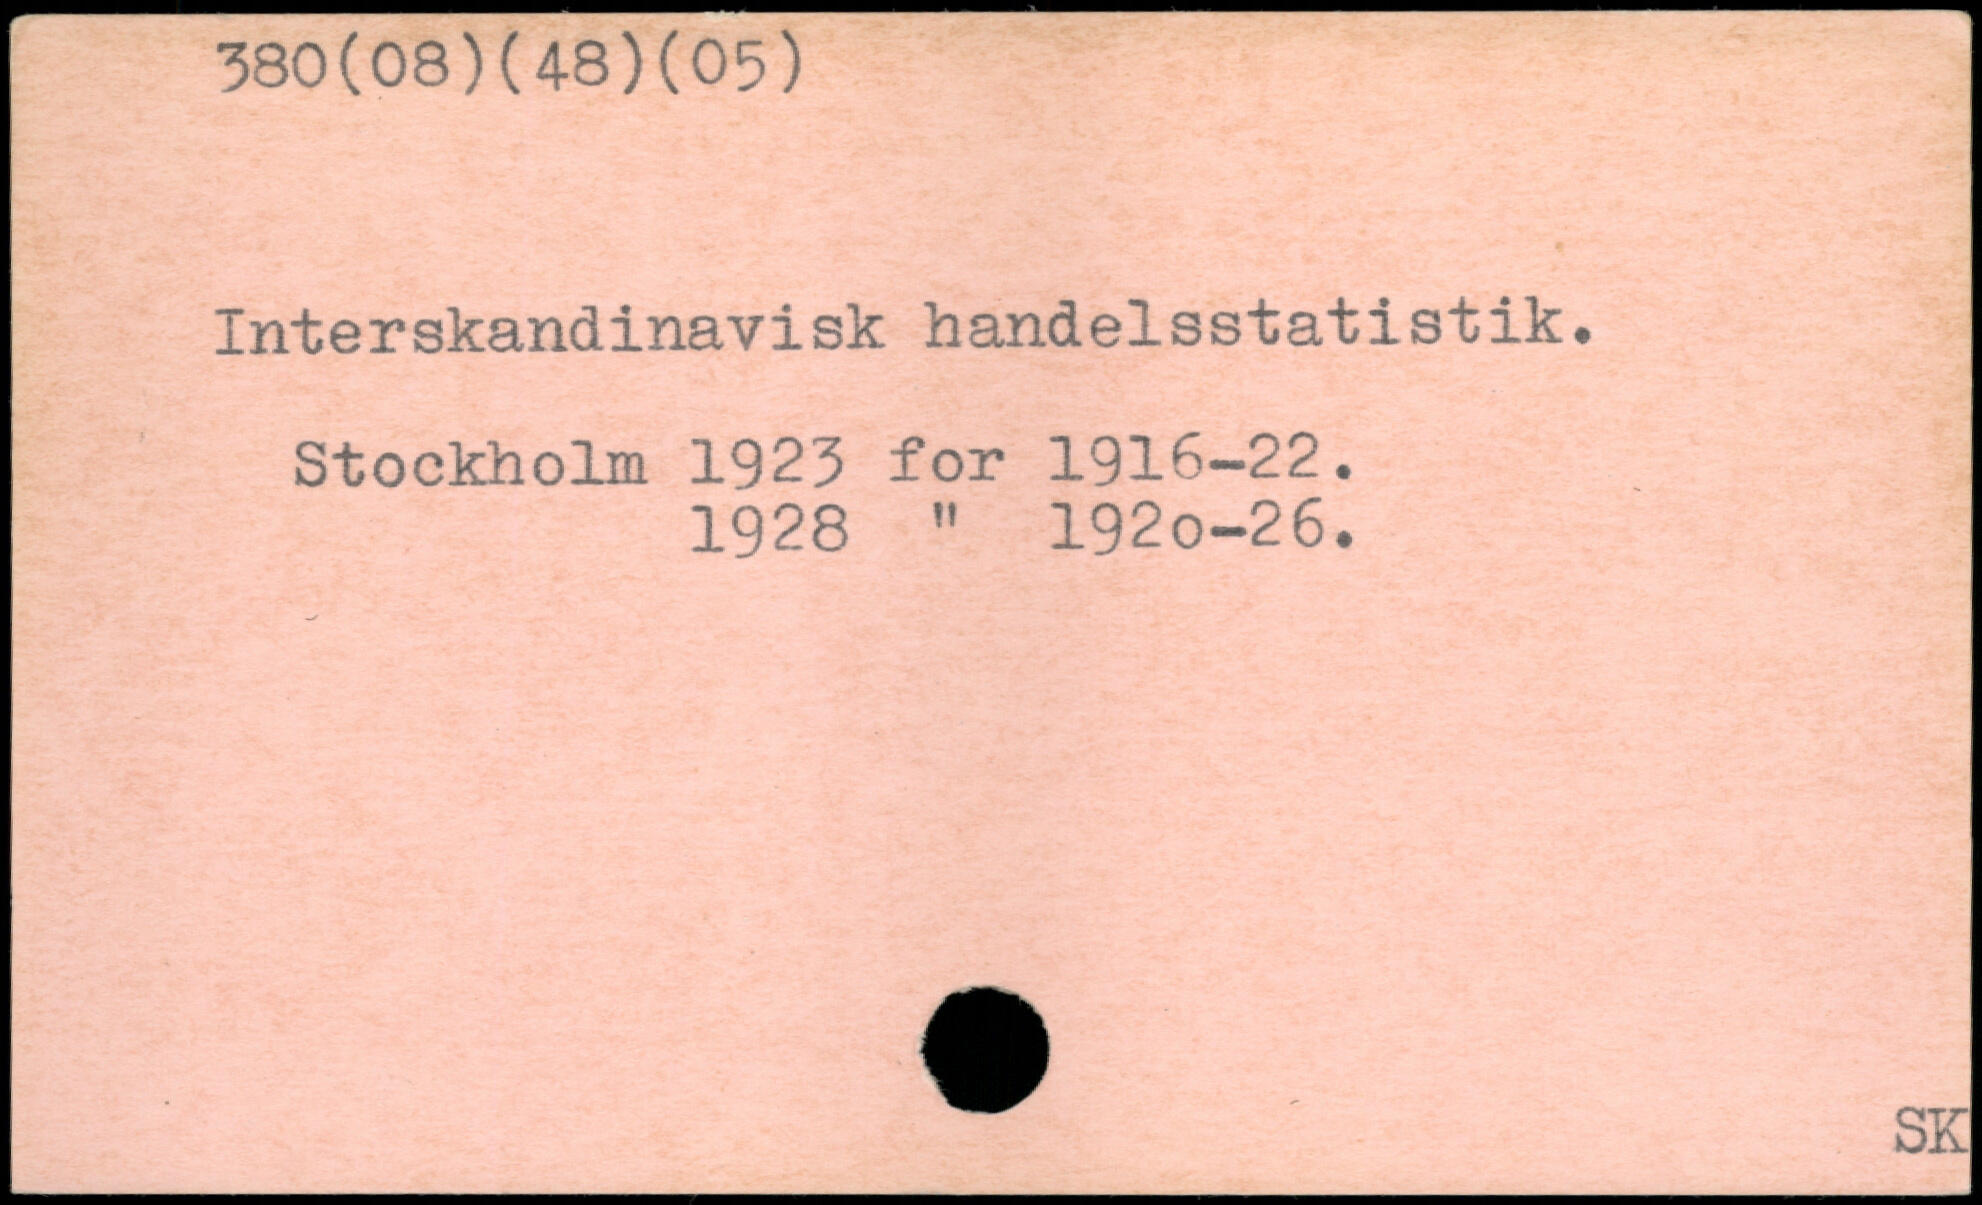 380(08)(48)(05)
Interskandinavisk handelsstatistik.
Stockholm 1923 for 1916-22.
1928 " 192o-26.
SK